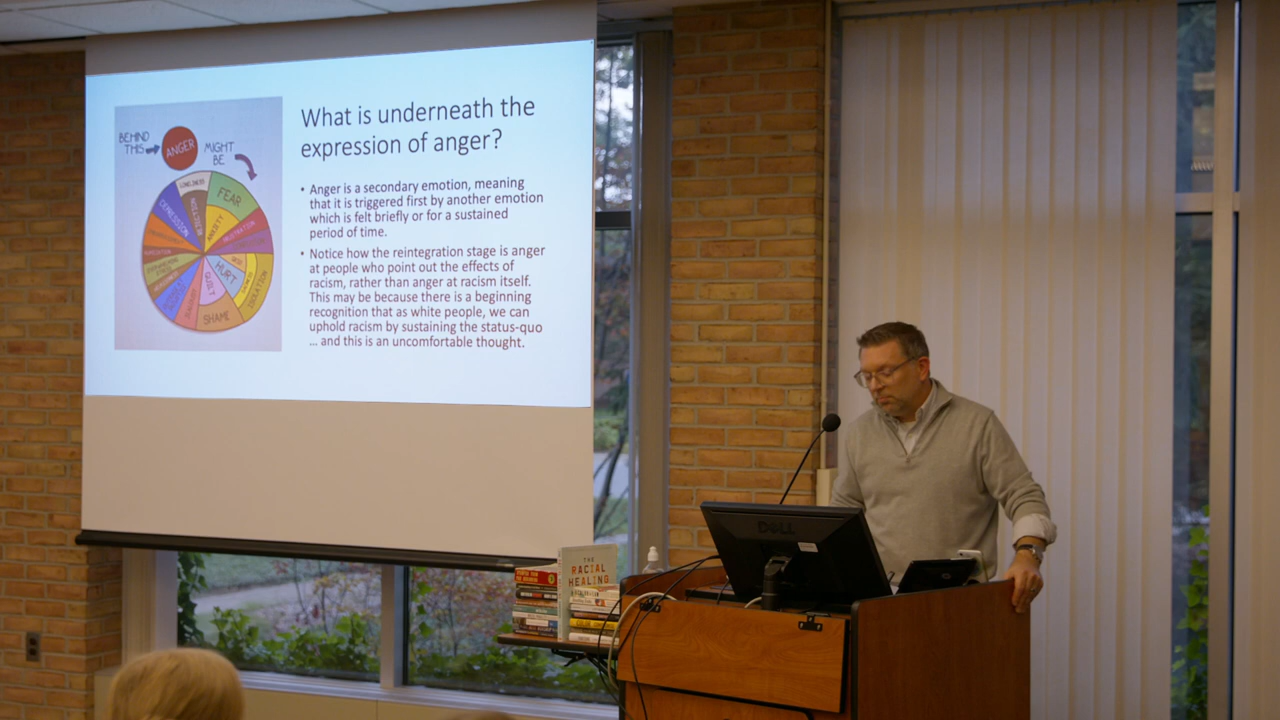 What is underneath the
expression of anger?
BEHIND
THIS
ANGER
MIGHT
BE
LONELINESS
FEAR
DEPRESSION
ANXIETY
FRUSTRATION
HURT
GUILT
SHAME
ISOLATION
• Anger is a secondary emotion, meaning
that it is triggered first by another emotion
which is felt briefly or for a sustained
period of time.
• Notice how the reintegration stage is anger
at people who point out the effects of
racism, rather than anger at racism itself.
This may be because there is a beginning
recognition that as white people, we can
uphold racism by sustaining the status-quo
... and this is an uncomfortable thought.
DELL
THE
RACIAL
HEALING